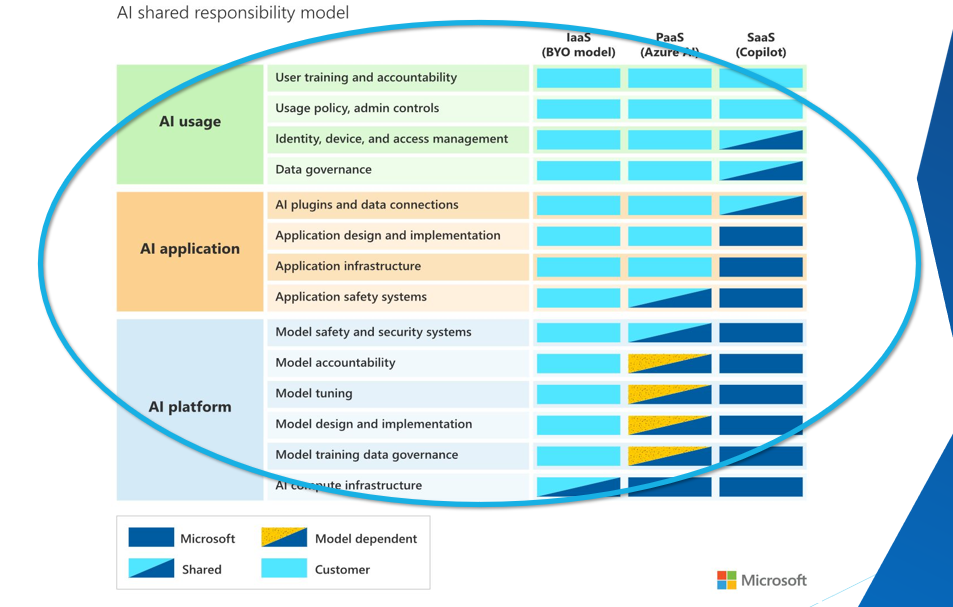 AI shared responsibility model
IaaS
(BYO model)
PaaS
(Azure AI)
SaaS
(Copilot)
AI usage
User training and accountability
Usage policy, admin controls
Identity, device, and access management
Data governance
AI application
AI plugins and data connections
Application design and implementation
Application infrastructure
Application safety systems
AI platform
Model safety and security systems
Model accountability
Model tuning
Model design and implementation
Model training data governance
AI compute infrastructure
Microsoft
Model dependent
Shared
Customer
Microsoft